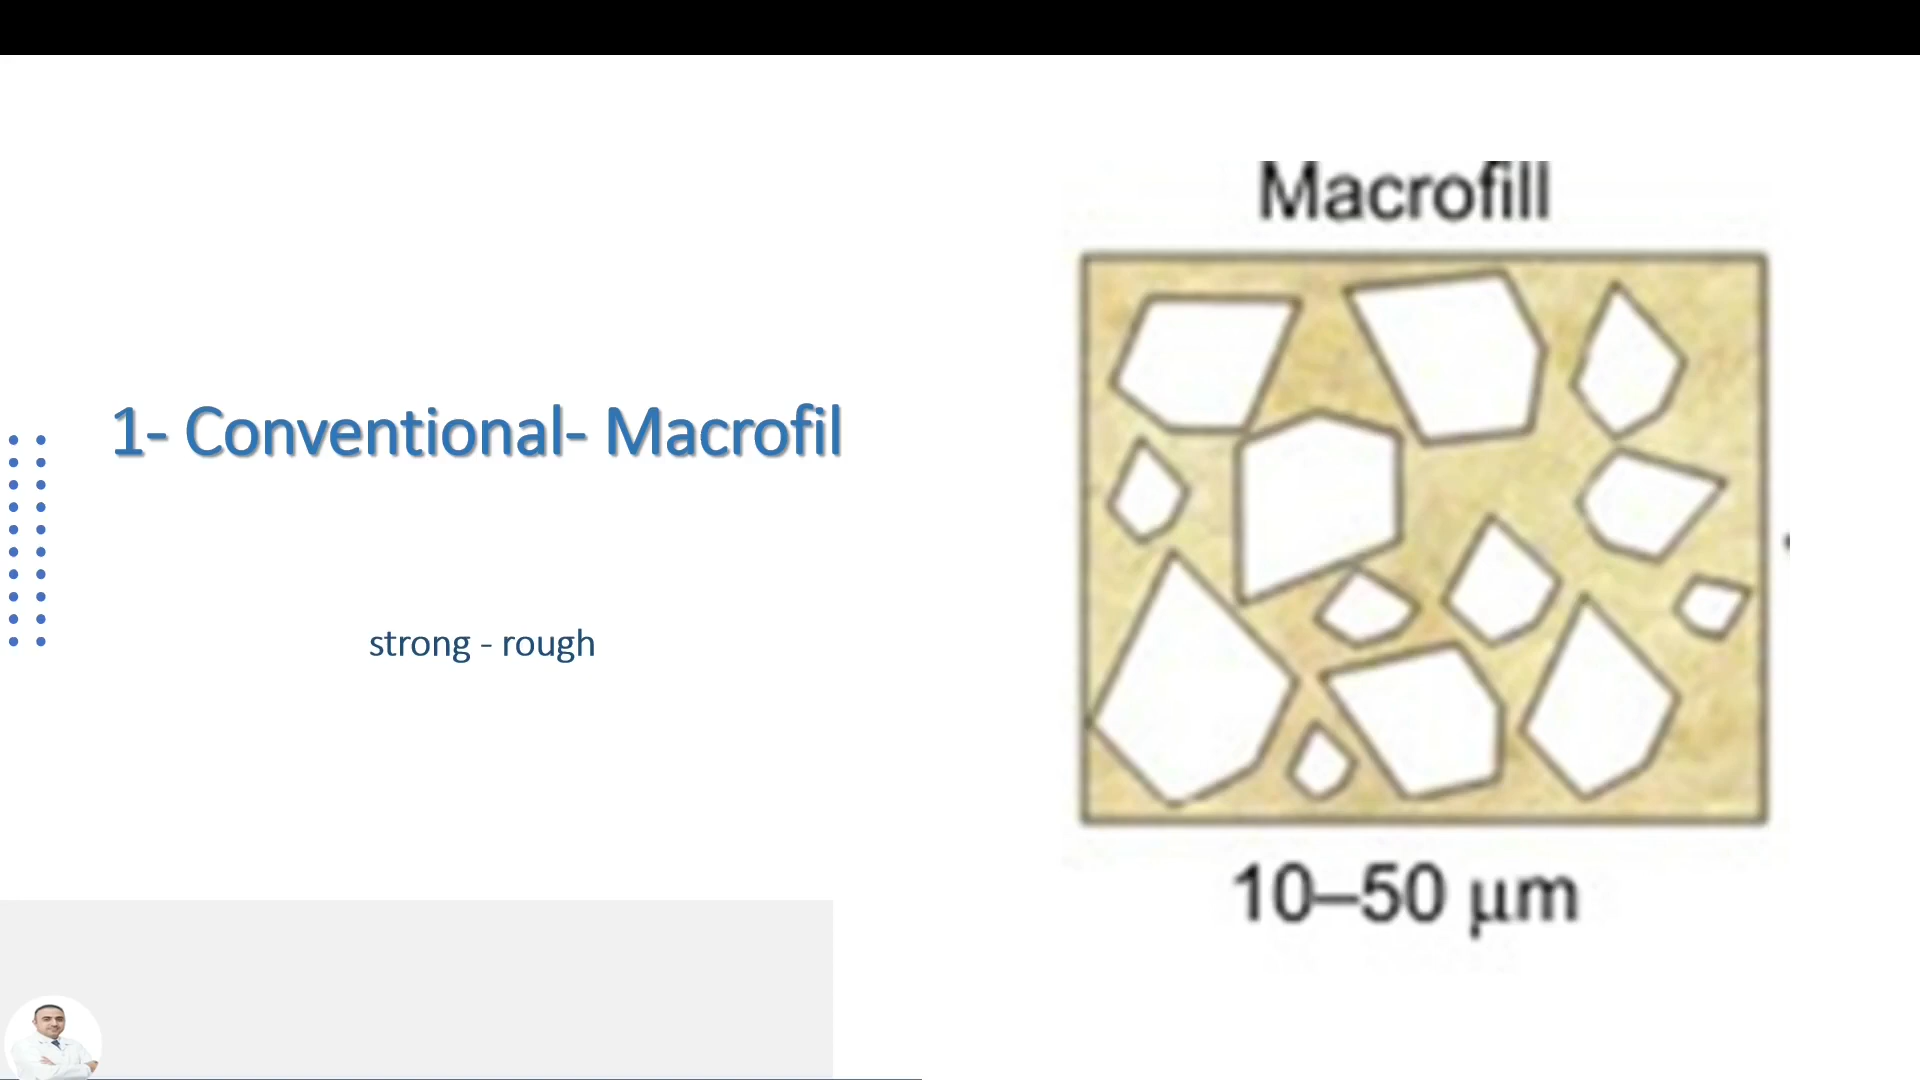 1- Conventional- Macrofil
strong - rough
Macrofill
10–50 μm